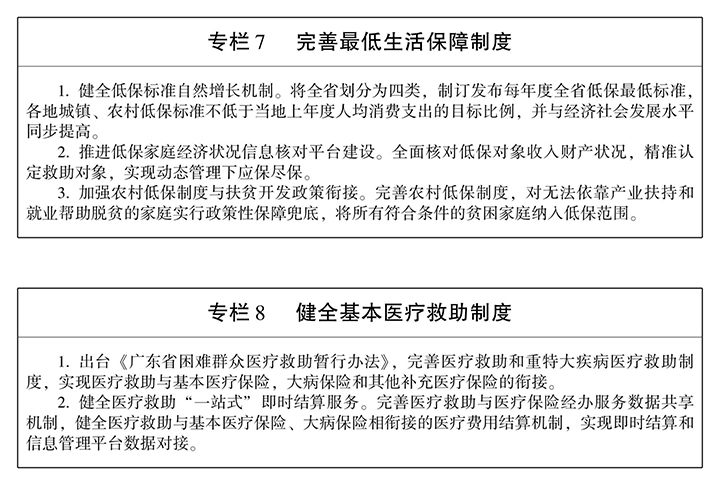 专栏 7　完善最低生活保障制度
1. 健全低保标准自然增长机制。将全省划分为四类，制订发布每年度全省低保最低标准，
各地城镇、农村低保标准不低于当地上年度人均消费支出的目标比例，并与经济社会发展水平
同步提高。
2. 推进低保家庭经济状况信息核对平台建设。全面核对低保对象收入财产状况，精准认
定救助对象，实现动态管理下应保尽保。
3. 加强农村低保制度与扶贫开发政策衔接。完善农村低保制度，对无法依靠产业扶持和
就业帮助脱贫的家庭实行政策性保障兜底，将所有符合条件的贫困家庭纳入低保范围。
专栏 8　健全基本医疗救助制度
1. 出台《广东省困难群众医疗救助暂行办法》，完善医疗救助和重特大疾病医疗救助制
度，实现医疗救助与基本医疗保险，大病保险和其他补充医疗保险的衔接。
2. 健全医疗救助“一站式”即时结算服务。完善医疗救助与医疗保险经办服务数据共享
机制，健全医疗救助与基本医疗保险、大病保险相衔接的医疗费用结算机制，实现即时结算和
信息管理平台数据对接。